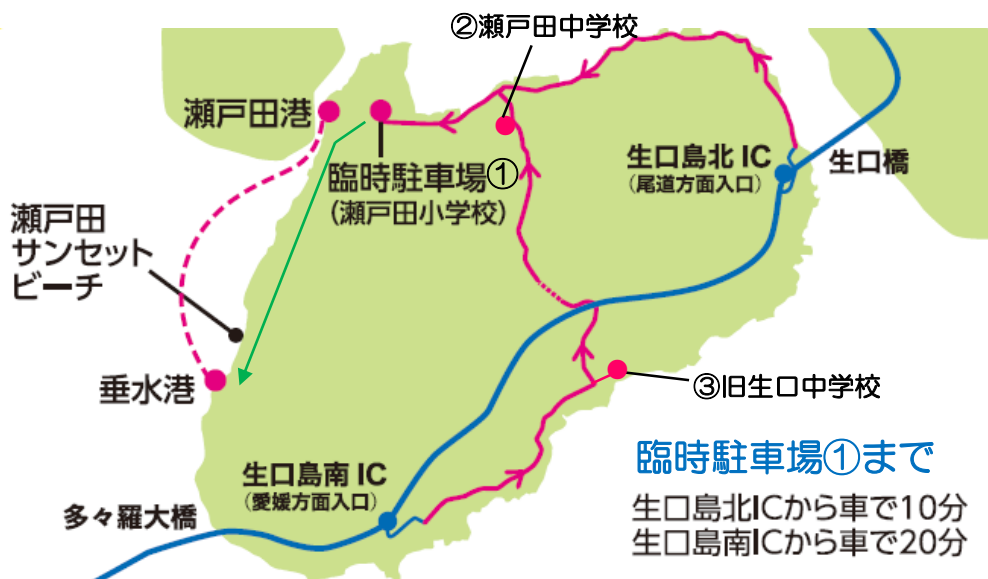 ②瀬戸田中学校
瀬戸田港
臨時駐車場①
(瀬戸田小学校)
生口島北 IC
(尾道方面入口)
生口橋
瀬戸田
サンセット
ビーチ
垂水港
③旧生口中学校
生口島南 IC
(愛媛方面入口)
多々羅大橋
臨時駐車場①まで
生口島北ICから車で10分
生口島南ICから車で20分